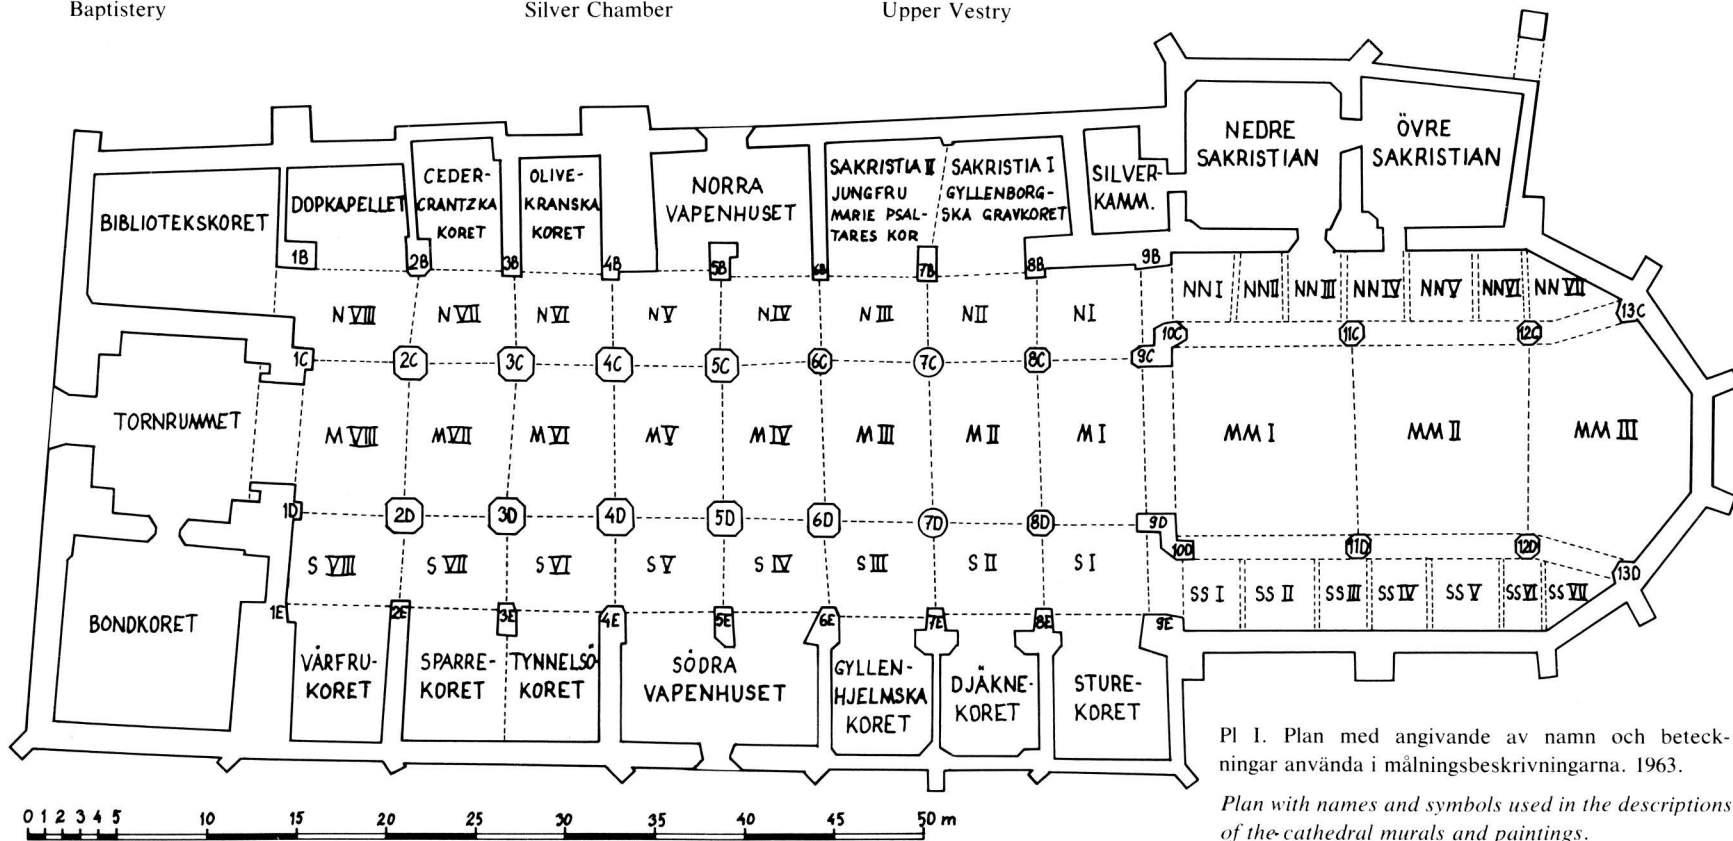 Baptistery Silver Chamber Upper Vestry
BIBLIOTEKSKORET
DOPKAPELLET
CEDER-
CRANTZKA
KORET
OLIVE-
KRANSKA
KORET
NORRA
VAPENHUSET
SAKRISTIA II
JUNGFRU
MARIE PSAL-
TARES KOR
SAKRISTIA I
GYLLENBORG-
SKA GRAVKORET
SILVER-
KAMM.
NEDRE
SAKRISTIAN
ÖVRE
SAKRISTIAN
1B 2B 3B 4B 5B 6B 7B 8B 9B
N VIII N VII N VI N V N IV N III N II N I
NN I NN II NN III NN IV NN V NN VI NN VII
1C 2C 3C 4C 5C 6C 7C 8C 9C 10C 11C 12C 13C
TORNRUMMET
M VIII M VII M VI M V M IV M III M II M I MM I MM II MM III
1D 2D 3D 4D 5D 6D 7D 8D 9D 10D 11D 12D 13D
S VIII S VII S VI S V S IV S III S II S I
SS I SS II SS III SS IV SS V SS VI SS VII
1E 2E 3E 4E 5E 6E 7E 8E 9E
BONDKORET
VÅRFRU-
KORET
SPARRE-
KORET
TYNNELSÖ-
KORET
SÖDRA
VAPENHUSET
GYLLEN-
HJELMSKA
KORET
DJÄKNE-
KORET
STURE-
KORET
Pl I. Plan med angivande av namn och beteck-
ningar använda i målningsbeskrivningarna. 1963.
Plan with names and symbols used in the descriptions
of the cathedral murals and paintings.
0 1 2 3 4 5 10 15 20 25 30 35 40 45 50 m